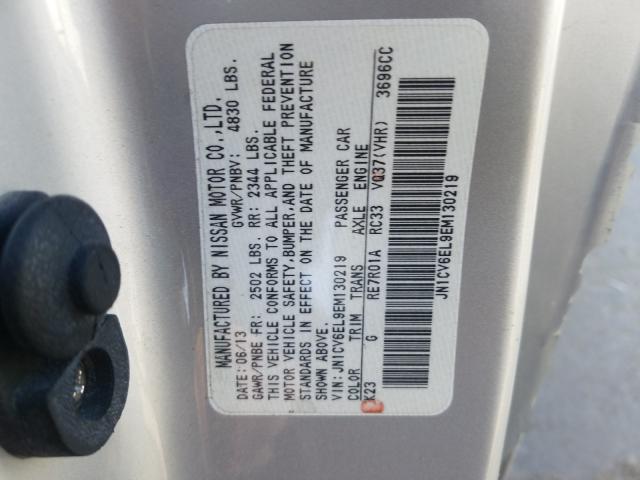 MANUFACTURED BY NISSAN MOTOR CO.,LTD.
DATE: 06/13 GVWR/PNBV: 4830 LBS.
GAWR/PNBE FR: 2502 LBS. RR: 2344 LBS.
THIS VEHICLE CONFORMS TO ALL APPLICABLE FEDERAL
MOTOR VEHICLE SAFETY,BUMPER,AND THEFT PREVENTION
STANDARDS IN EFFECT ON THE DATE OF MANUFACTURE
SHOWN ABOVE.
VIN:JN1CV6EL9EM130219 PASSENGER CAR
COLOR TRIM TRANS AXLE ENGINE
K23 G RE7R01A RC33 VQ37(VHR) 3696CC
JN1CV6EL9EM130219